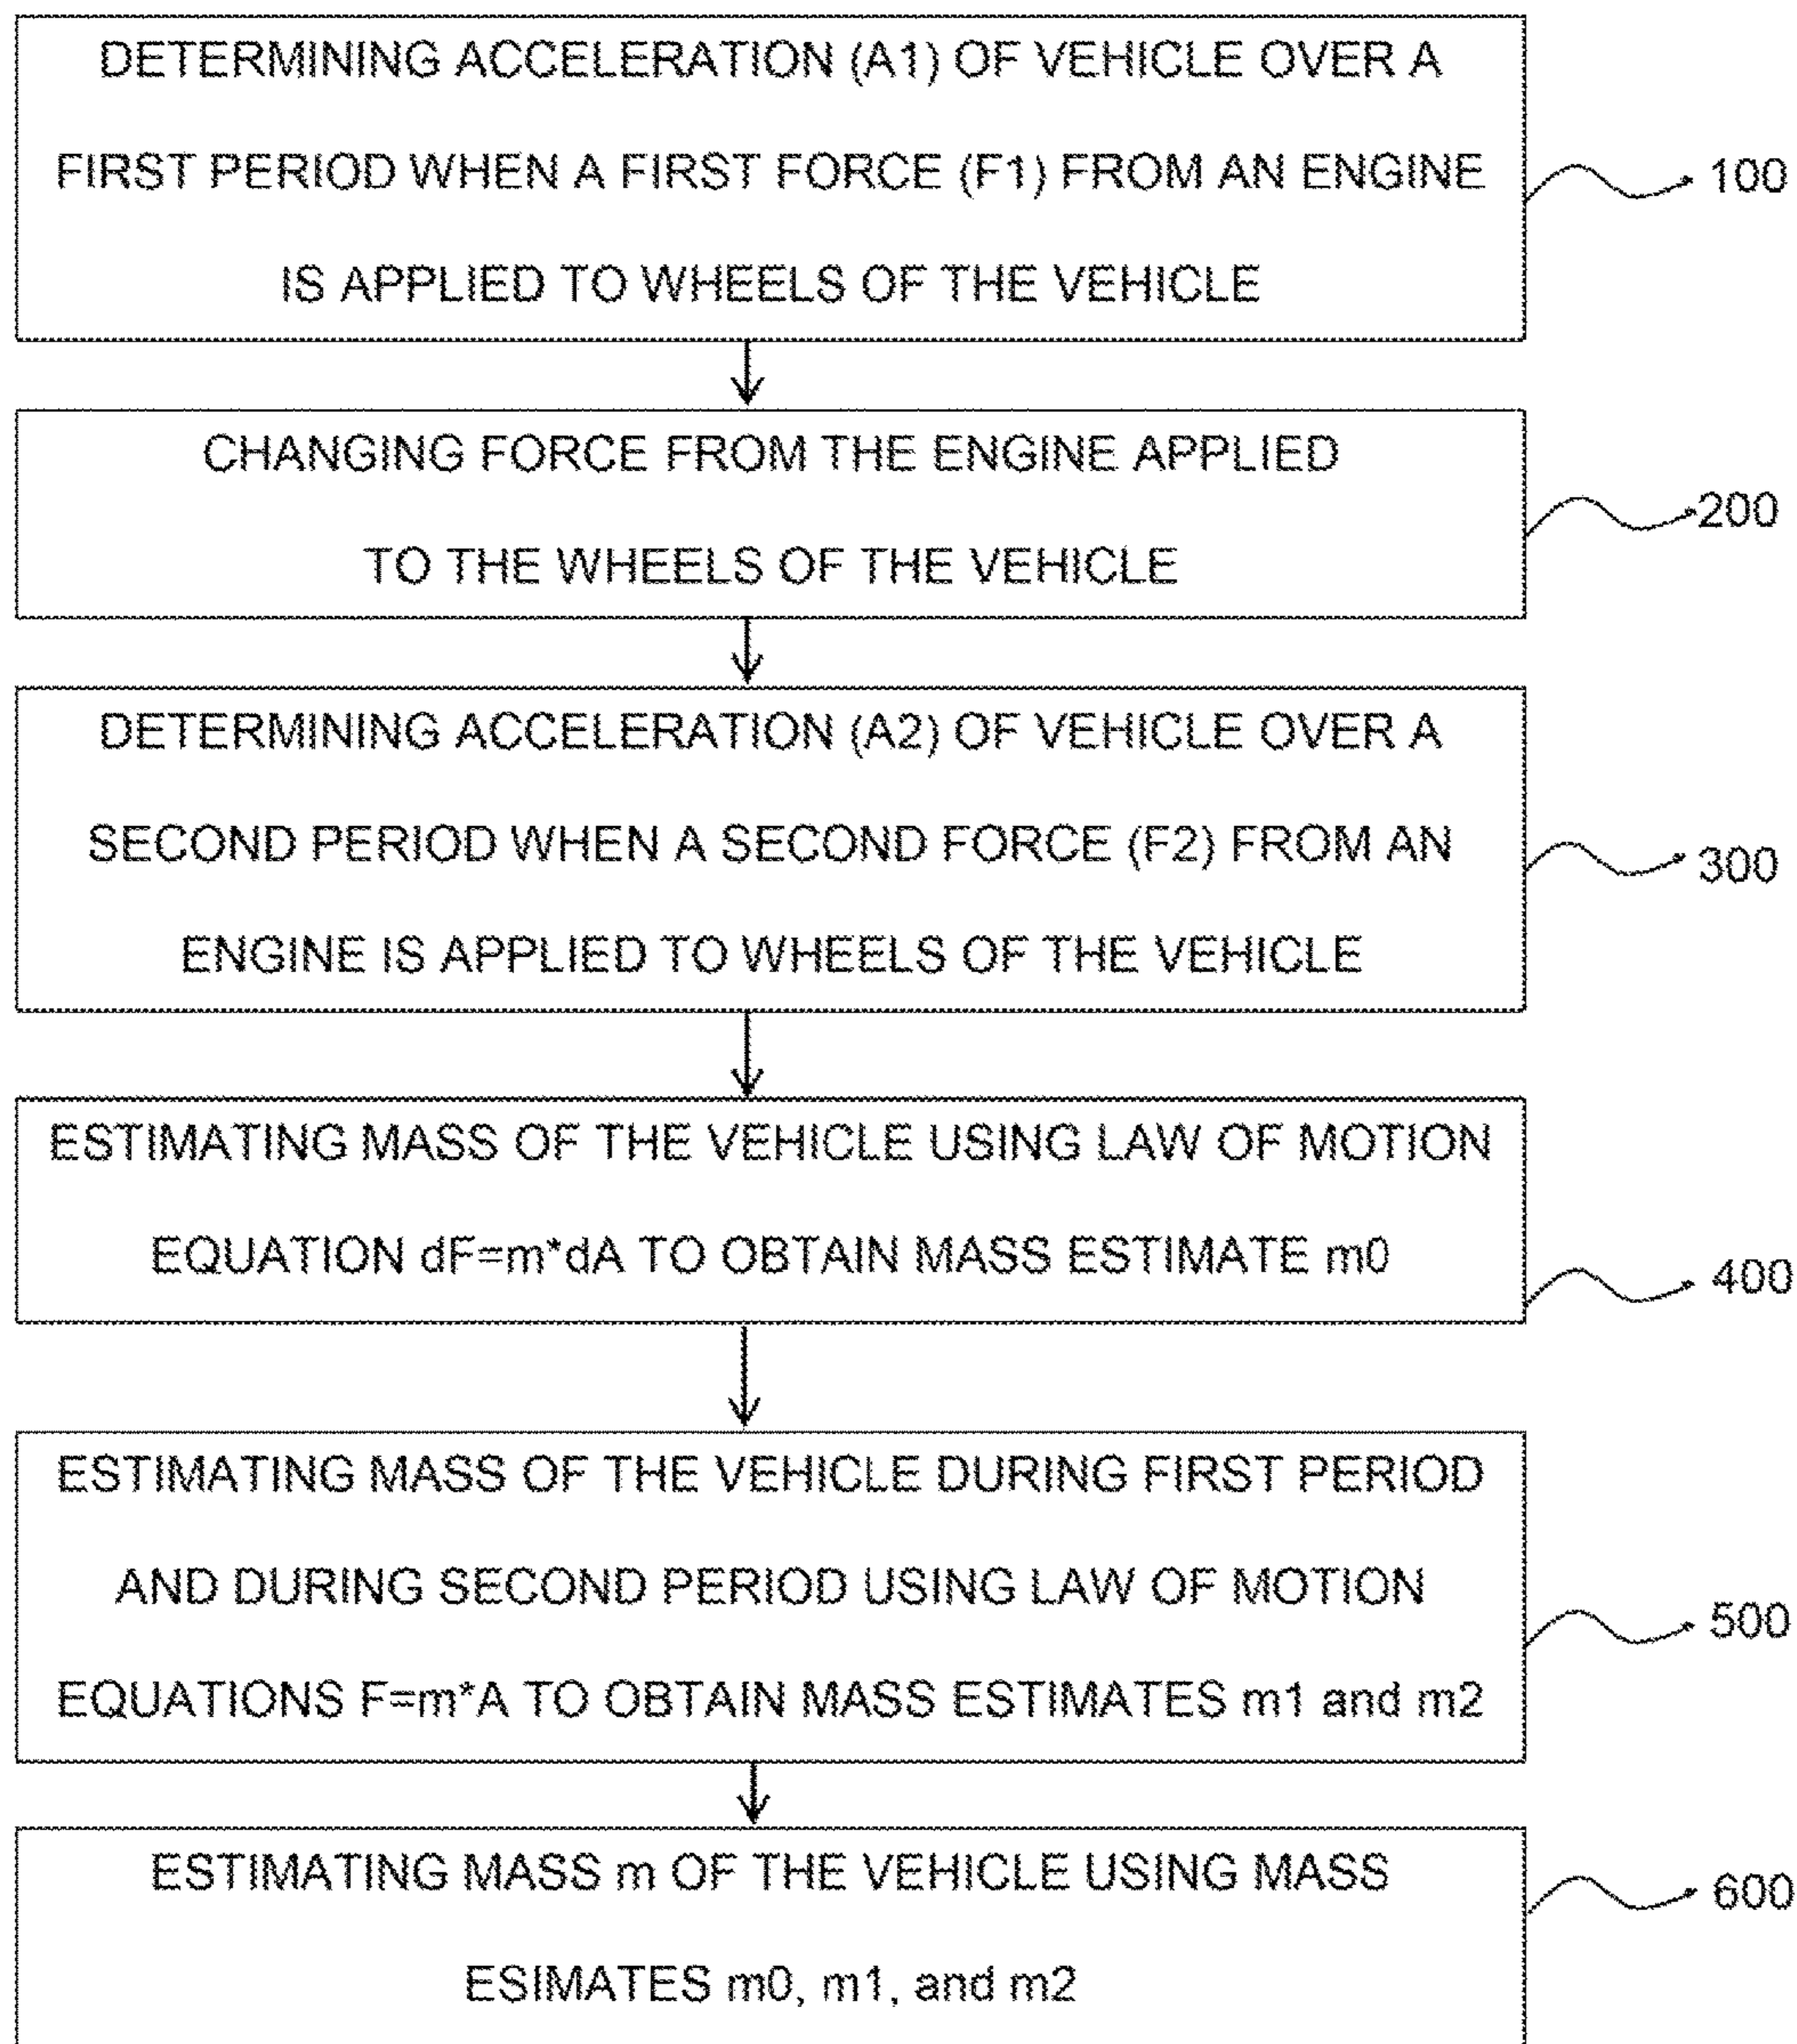 DETERMINING ACCELERATION (A1) OF VEHICLE OVER A
FIRST PERIOD WHEN A FIRST FORCE (F1) FROM AN ENGINE
IS APPLIED TO WHEELS OF THE VEHICLE
100
CHANGING FORCE FROM THE ENGINE APPLIED
TO THE WHEELS OF THE VEHICLE
200
DETERMINING ACCELERATION (A2) OF VEHICLE OVER A
SECOND PERIOD WHEN A SECOND FORCE (F2) FROM AN
ENGINE IS APPLIED TO WHEELS OF THE VEHICLE
300
ESTIMATING MASS OF THE VEHICLE USING LAW OF MOTION
EQUATION dF=m*dA TO OBTAIN MASS ESTIMATE m0
400
ESTIMATING MASS OF THE VEHICLE DURING FIRST PERIOD
AND DURING SECOND PERIOD USING LAW OF MOTION
EQUATIONS F=m*A TO OBTAIN MASS ESTIMATES m1 and m2
500
ESTIMATING MASS m OF THE VEHICLE USING MASS
ESIMATES m0, m1, and m2
600